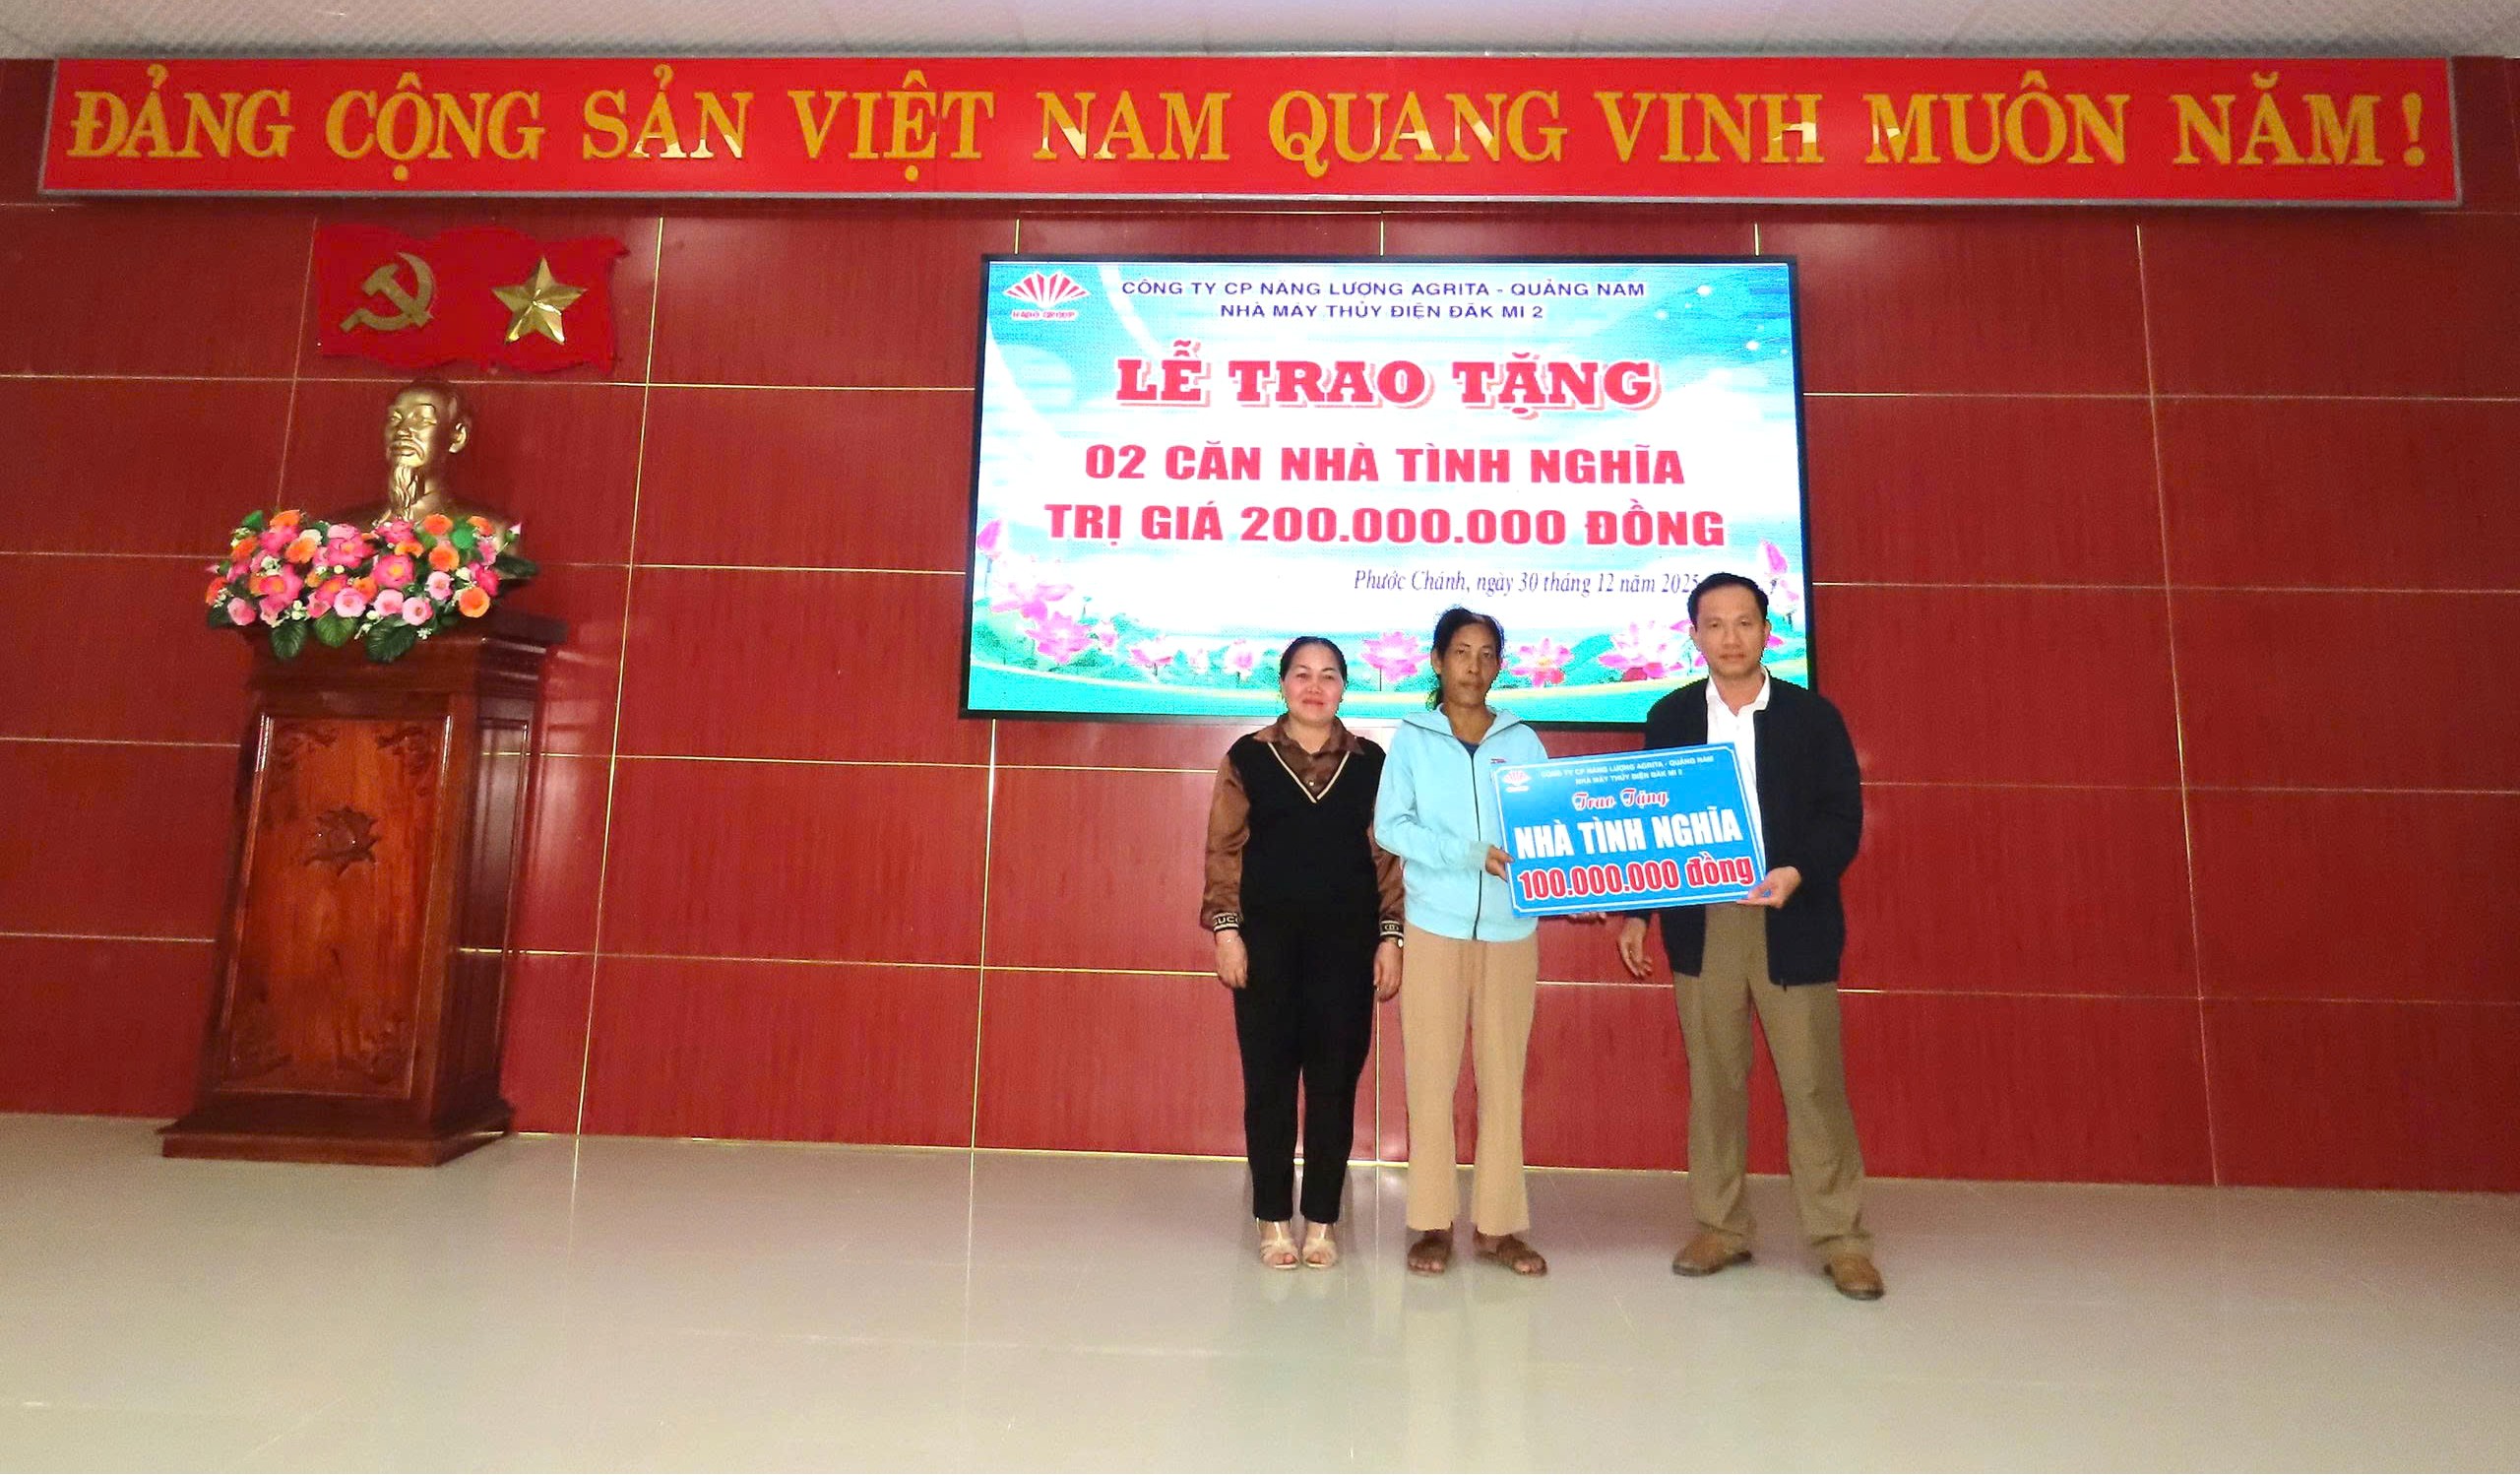 ĐẢNG CỘNG SẢN VIỆT NAM QUANG VINH MUÔN NĂM !
CÔNG TY CP NĂNG LƯỢNG AGRITA - QUẢNG NAM
NHÀ MÁY THỦY ĐIỆN ĐĂK MI 2
HADO GROUP
LỄ TRAO TẶNG
02 CĂN NHÀ TÌNH NGHĨA
TRỊ GIÁ 200.000.000 ĐỒNG
Phước Chánh, ngày 30 tháng 12 năm 2025
CÔNG TY CP NĂNG LƯỢNG AGRITA - QUẢNG NAM
NHÀ MÁY THỦY ĐIỆN ĐĂK MI 2
Trao Tặng
NHÀ TÌNH NGHĨA
100.000.000 đồng